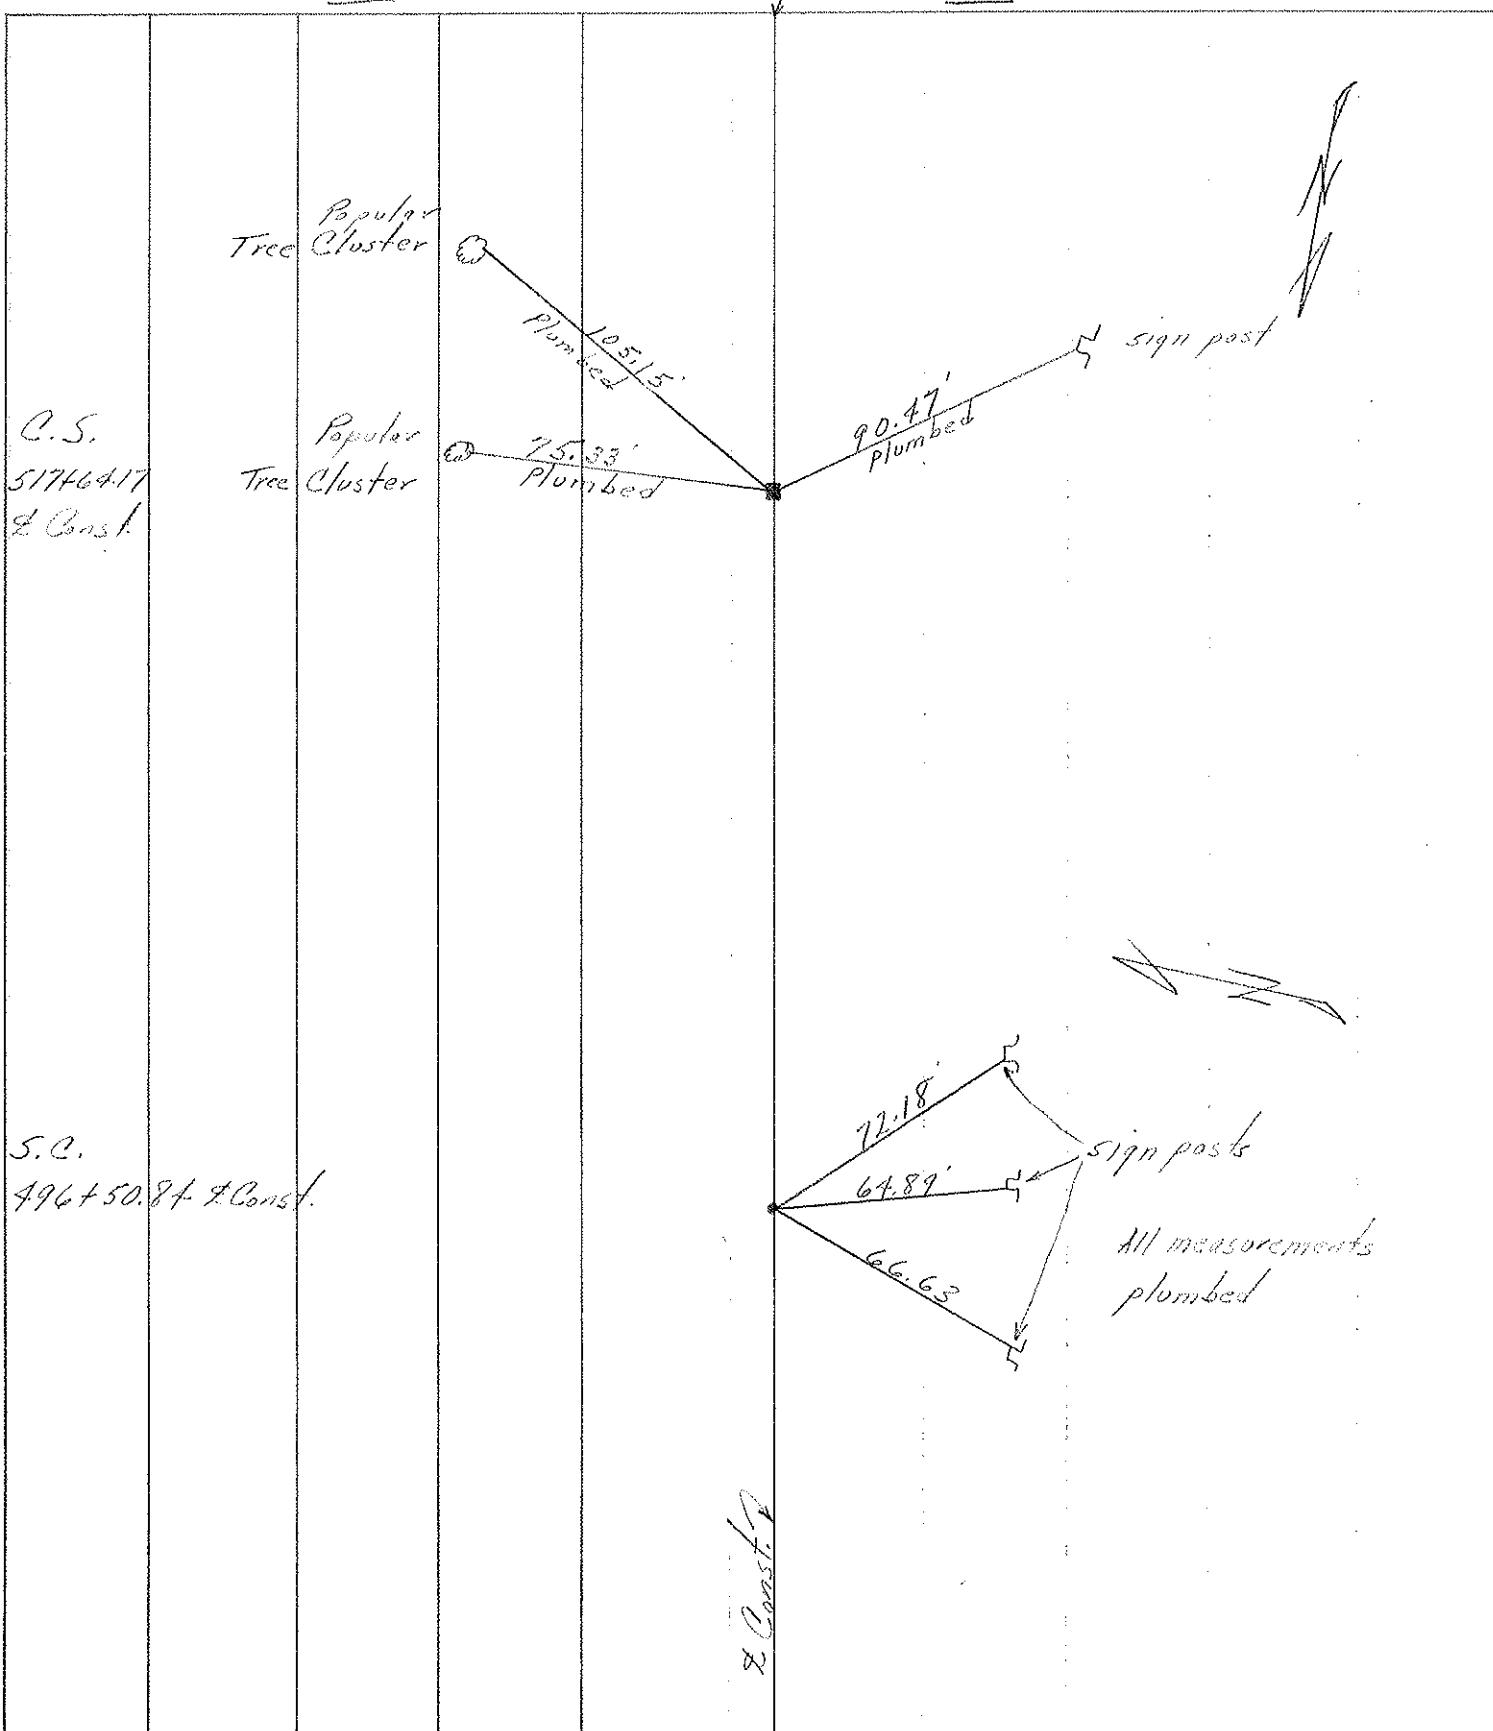 Popular
Tree Cluster
105.15'
Plumbed
sign post
90.47'
Plumbed
C.S.
517+64.17
℄ Const.
Popular
Tree Cluster
75.33'
Plumbed
N
N
S.C.
496+50.84 ℄ Const.
72.18'
64.89'
66.63
sign posts
All measurements
plumbed
℄ Const.